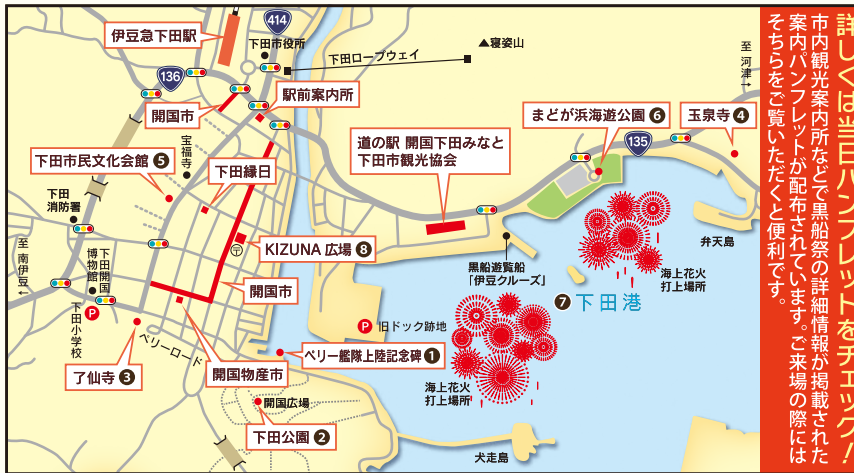 詳しくは当日パンフレットをチェック!
市内観光案内所などで黒船祭の詳細情報が掲載された
案内パンフレットが配布されています。ご来場の際には
そちらをご覧いただくと便利です。
伊豆急下田駅
414
下田市役所
下田ロープウェイ
▲寝姿山
至 河津→
136
開国市
駅前案内所
まどが浜海遊公園 ❻
玉泉寺 ❹
135
道の駅 開国下田みなと
下田市観光協会
宝福寺
下田市民文化会館 ❺
下田縁日
下田
消防署
KIZUNA 広場 ❽
〒
弁天島
至 南伊豆←
下田開国
博物館
開国市
黒船遊覧船
「伊豆クルーズ」
海上花火
打上場所
❼ 下田港
P
下田小学校
P 旧ドック跡地
ペリーロード
ペリー艦隊上陸記念碑 ❶
了仙寺 ❸
開国物産市
海上花火
打上場所
開国広場
下田公園 ❷
犬走島